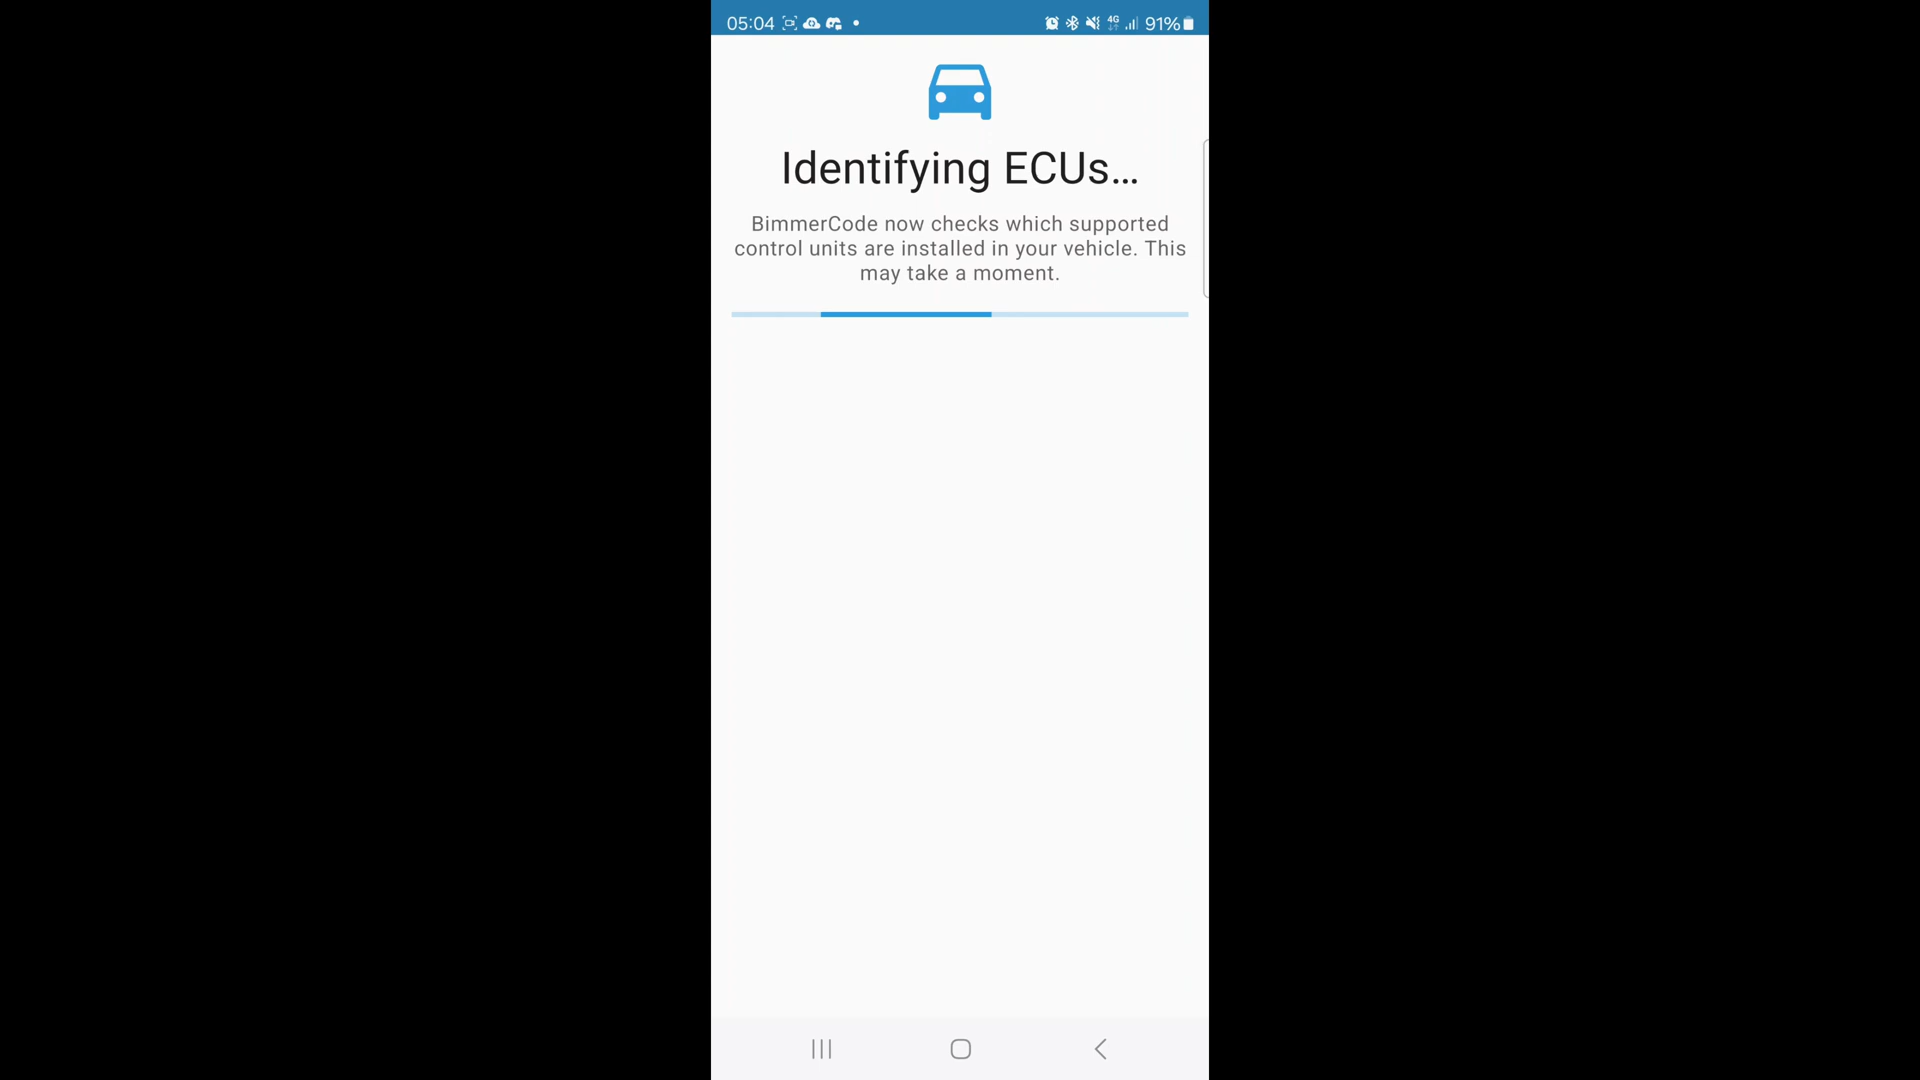 05:04
4G
91%
Identifying ECUs...
BimmerCode now checks which supported
control units are installed in your vehicle. This
may take a moment.